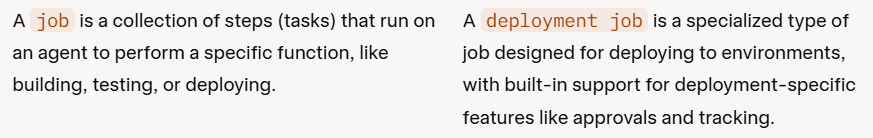 A job is a collection of steps (tasks) that run on
an agent to perform a specific function, like
building, testing, or deploying.
A deployment job is a specialized type of
job designed for deploying to environments,
with built-in support for deployment-specific
features like approvals and tracking.